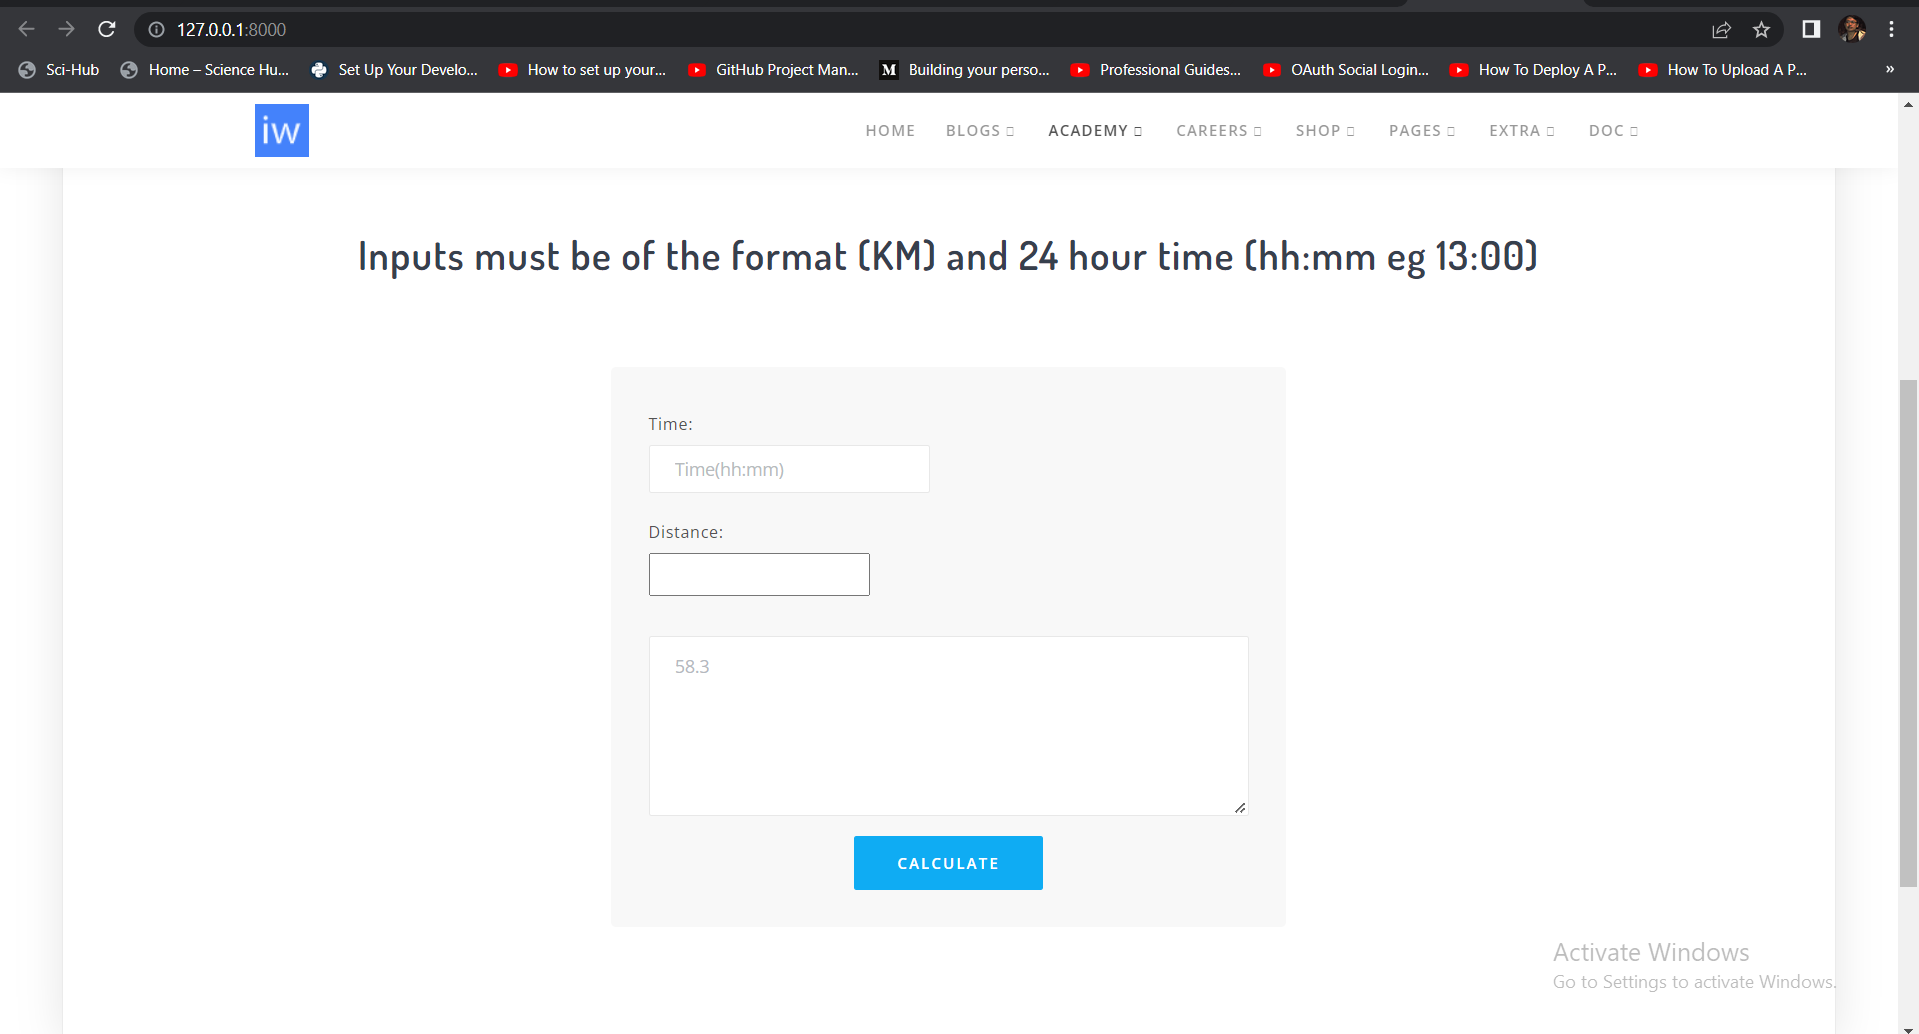 127.0.0.1:8000
Sci-Hub Home – Science Hu... Set Up Your Develo... How to set up your... GitHub Project Man... M Building your perso... Professional Guides... OAuth Social Login... How To Deploy A P... How To Upload A P... »
iw HOME BLOGS ACADEMY CAREERS SHOP PAGES EXTRA DOC
Inputs must be of the format (KM) and 24 hour time (hh:mm eg 13:00)
Time:
Time(hh:mm)
Distance:
58.3
CALCULATE
Activate Windows
Go to Settings to activate Windows.